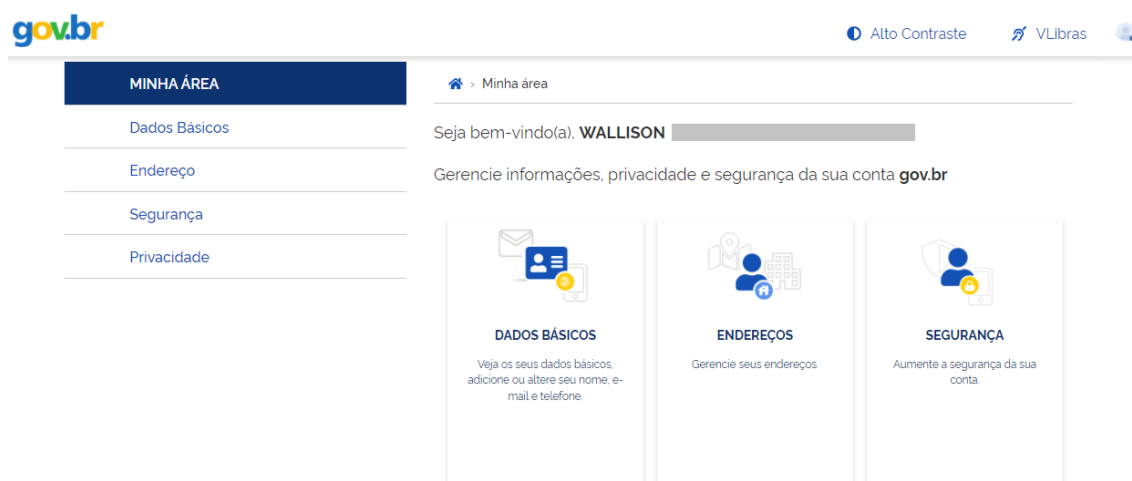 gov.br
Alto Contraste
VLibras
MINHA ÁREA
Dados Básicos
Endereço
Segurança
Privacidade
Minha área
Seja bem-vindo(a), WALLISON
Gerencie informações, privacidade e segurança da sua conta gov.br
DADOS BÁSICOS
Veja os seus dados básicos,
adicione ou altere seu nome, e-
mail e telefone.
ENDEREÇOS
Gerencie seus endereços.
SEGURANÇA
Aumente a segurança da sua
conta.